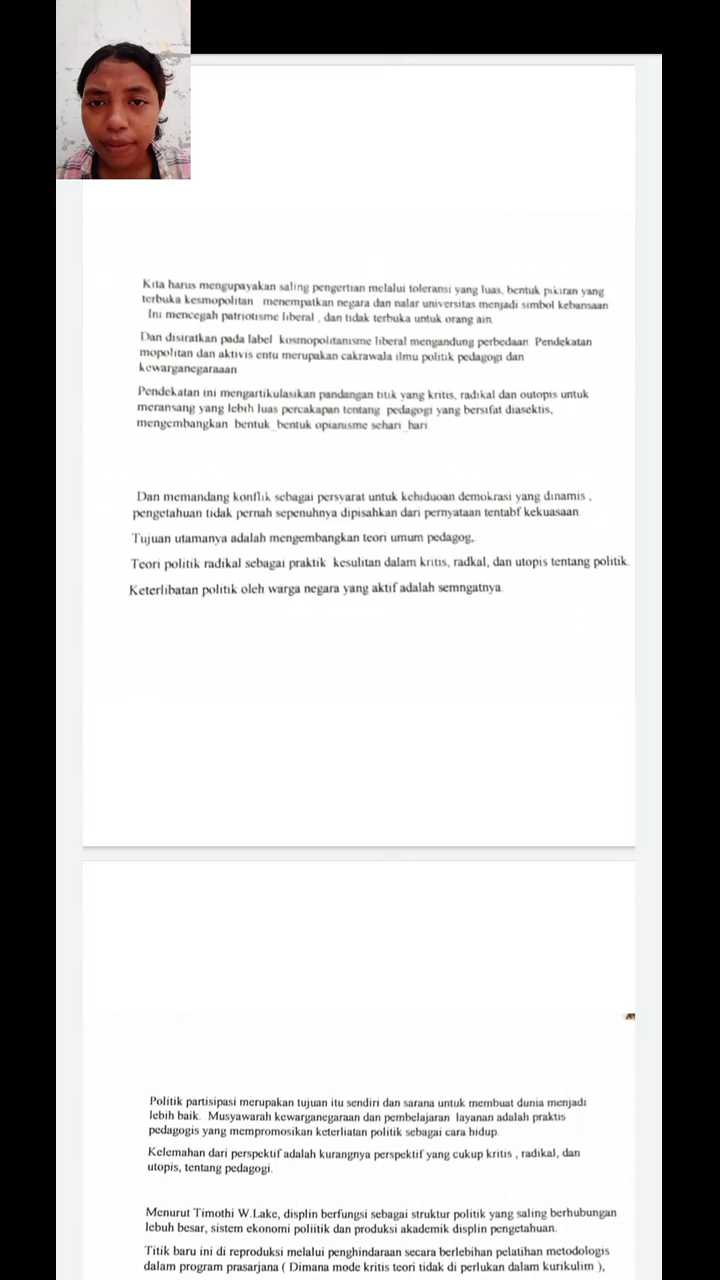 Kita harus mengupayakan saling pengertian melalui toleransi yang luas, bentuk pikiran yang
terbuka kesmopolitan menempatkan negara dan nalar universitas menjadi simbol kebansaan
Ini mencegah patriotisme liberal , dan tidak terbuka untuk orang ain.
Dan disiratkan pada label kosmopolitanisme liberal mengandung perbedaan. Pendekatan
mopolitan dan aktivis entu merupakan cakrawala ilmu politik pedagogi dan
kewarganegaraaan
Pendekatan ini mengartikulasikan pandangan titik yang kritis, radikal dan outopis untuk
meransang yang lebih luas percakapan tentang pedagogi yang bersifat diasektis,
mengembangkan bentuk_bentuk opianisme sehari_hari.
Dan memandang konflik sebagai persyarat untuk kehiduoan demokrasi yang dinamis ,
pengetahuan tidak pernah sepenuhnya dipisahkan dari pernyataan tentabf kekuasaan.
Tujuan utamanya adalah mengembangkan teori umum pedagog,.
Teori politik radikal sebagai praktik kesulitan dalam kritis, radkal, dan utopis tentang politik.
Keterlibatan politik oleh warga negara yang aktif adalah semngatnya.
Politik partisipasi merupakan tujuan itu sendiri dan sarana untuk membuat dunia menjadi
lebih baik. Musyawarah kewarganegaraan dan pembelajaran layanan adalah praktis
pedagogis yang mempromosikan keterliatan politik sebagai cara hidup.
Kelemahan dari perspektif adalah kurangnya perspektif yang cukup kritis , radikal, dan
utopis, tentang pedagogi.
Menurut Timothi W.Lake, displin berfungsi sebagai struktur politik yang saling berhubungan
lebuh besar, sistem ekonomi poliitik dan produksi akademik displin pengetahuan.
Titik baru ini di reproduksi melalui penghindaraan secara berlebihan pelatihan metodologis
dalam program prasarjana ( Dimana mode kritis teori tidak di perlukan dalam kurikulim ),